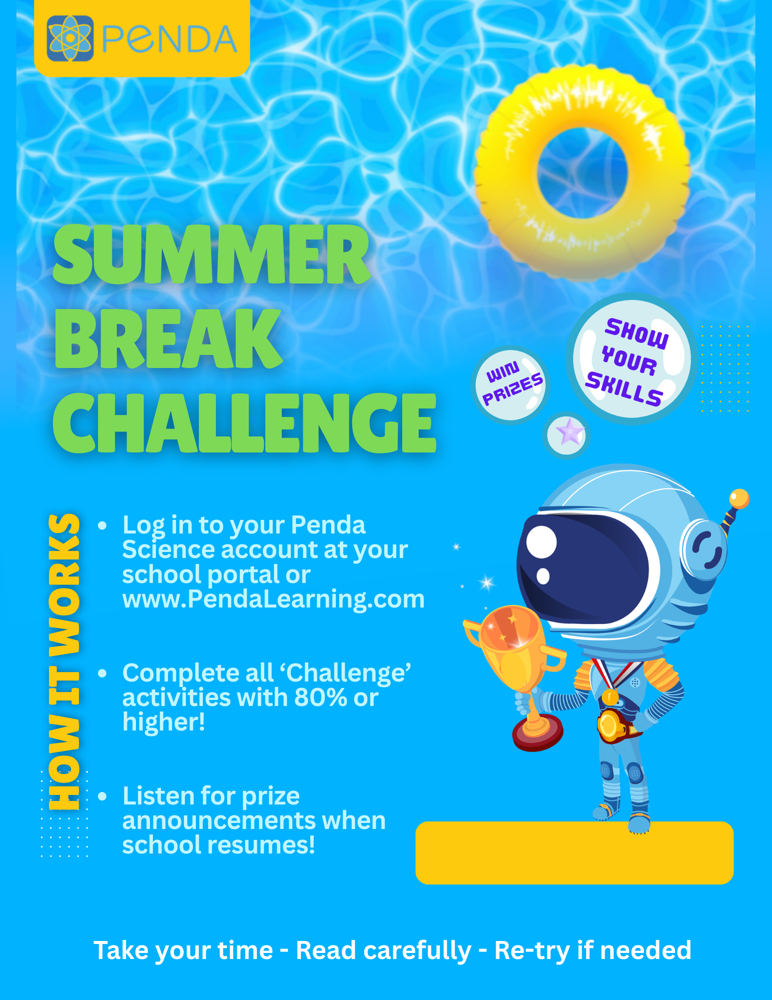 PeNDA
SUMMER
BREAK
CHALLENGE
WIN
PRIZES
SHOW
YOUR
SKILLS
HOW IT WORKS
• Log in to your Penda
Science account at your
school portal or
www.PendaLearning.com
• Complete all ‘Challenge’
activities with 80% or
higher!
• Listen for prize
announcements when
school resumes!
Take your time - Read carefully - Re-try if needed